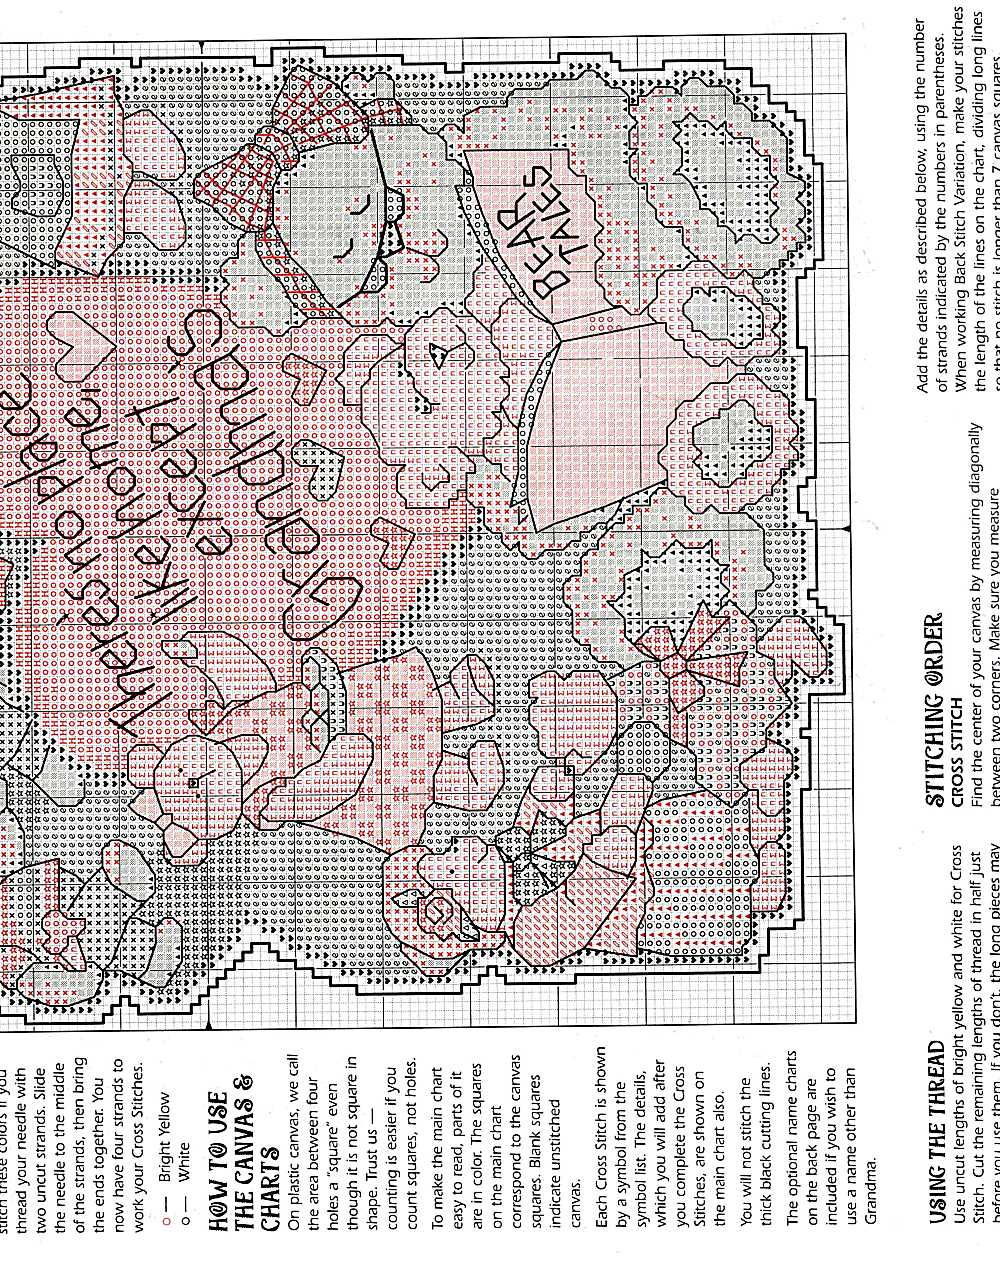 stitch these colors if you
thread your needle with
two uncut strands. Slide
the needle to the middle
of the strands, then bring
the ends together. You
now have four strands to
work your Cross Stitches.
Bright Yellow
White
HOW TO USE
THE CANVAS &
CHARTS
On plastic canvas, we call
the area between four
holes a "square" even
though it is not square in
shape. Trust us —
counting is easier if you
count squares, not holes.
To make the main chart
easy to read, parts of it
are in color. The squares
on the main chart
correspond to the canvas
squares. Blank squares
indicate unstitched
canvas.
Each Cross Stitch is shown
by a symbol from the
symbol list. The details,
which you will add after
you complete the Cross
Stitches, are shown on
the main chart also.
You will not stitch the
thick black cutting lines.
The optional name charts
on the back page are
included if you wish to
use a name other than
Grandma.
There's no place
like home
except
Grandma's
BEAR
TALES
USING THE THREAD
Use uncut lengths of bright yellow and white for Cross
Stitch. Cut the remaining lengths of thread in half just
before you use them. If you don't, the long pieces may
STITCHING ORDER
CROSS STITCH
Find the center of your canvas by measuring diagonally
between two corners. Make sure you measure
Add the details as described below, using the number
of strands indicated by the numbers in parentheses.
When working Back Stitch Variation, make your stitches
the length of the lines on the chart, dividing long lines
so that no stitch is longer than 7 canvas squares.